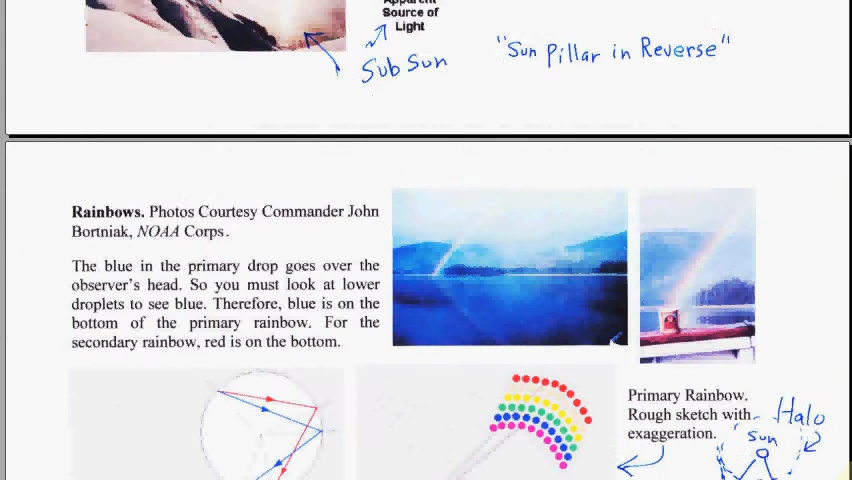 Apparent
Source of
Light
Sub Sun
"Sun Pillar in Reverse"
Rainbows. Photos Courtesy Commander John
Bortniak, NOAA Corps.
The blue in the primary drop goes over the
observer's head. So you must look at lower
droplets to see blue. Therefore, blue is on the
bottom of the primary rainbow. For the
secondary rainbow, red is on the bottom.
Primary Rainbow.
Rough sketch with
exaggeration.
Halo
Sun